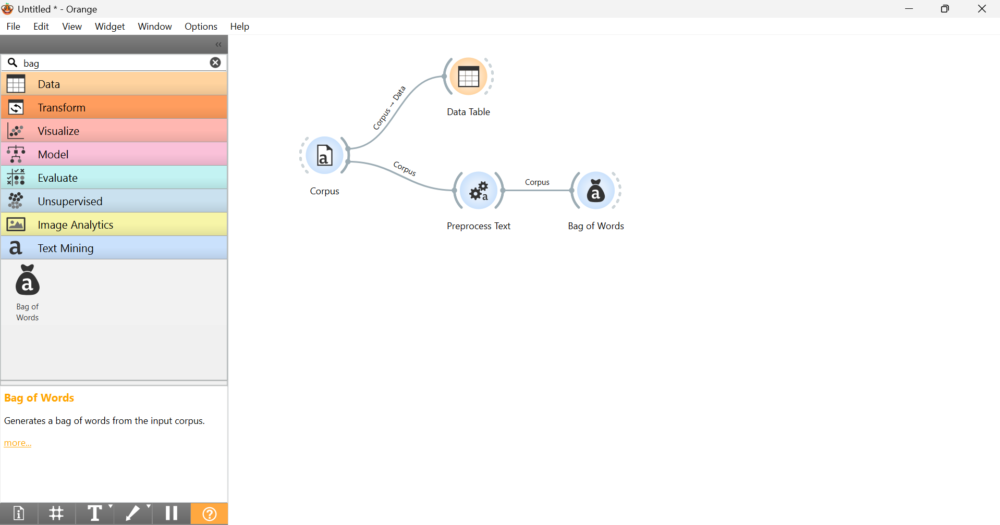 Untitled * - Orange
File Edit View Widget Window Options Help
«
bag
Data
Transform
Visualize
Model
Evaluate
Unsupervised
Image Analytics
a Text Mining
a
Bag of
Words
Bag of Words
Generates a bag of words from the input corpus.
more...
T
?
Corpus → Data
Data Table
a
Corpus
Corpus
a
Preprocess Text
Corpus
a
Bag of Words